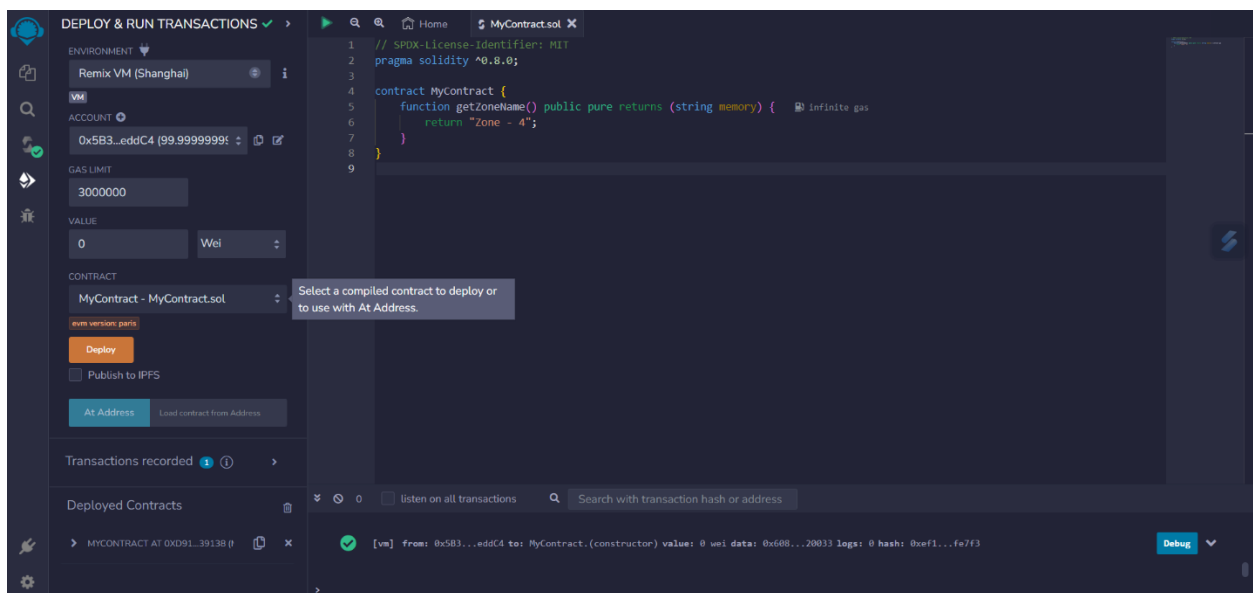 DEPLOY & RUN TRANSACTIONS
ENVIRONMENT
Remix VM (Shanghai)
VM
ACCOUNT
0x5B3...eddC4 (99.99999999
GAS LIMIT
3000000
VALUE
0 Wei
CONTRACT
MyContract - MyContract.sol
evm version: paris
Deploy
Publish to IPFS
At Address Load contract from Address
Transactions recorded 1
Deployed Contracts
MYCONTRACT AT 0XD91...39138
Home MyContract.sol
1 // SPDX-License-Identifier: MIT
2 pragma solidity ^0.8.0;
3
4 contract MyContract {
5 function getZoneName() public pure returns (string memory) { infinite gas
6 return "Zone - 4";
7 }
8 }
9
Select a compiled contract to deploy or
to use with At Address.
0 listen on all transactions Search with transaction hash or address
[vm] from: 0x5B3...eddC4 to: MyContract.(constructor) value: 0 wei data: 0x608...20033 logs: 0 hash: 0xef1...fe7f3
Debug
>